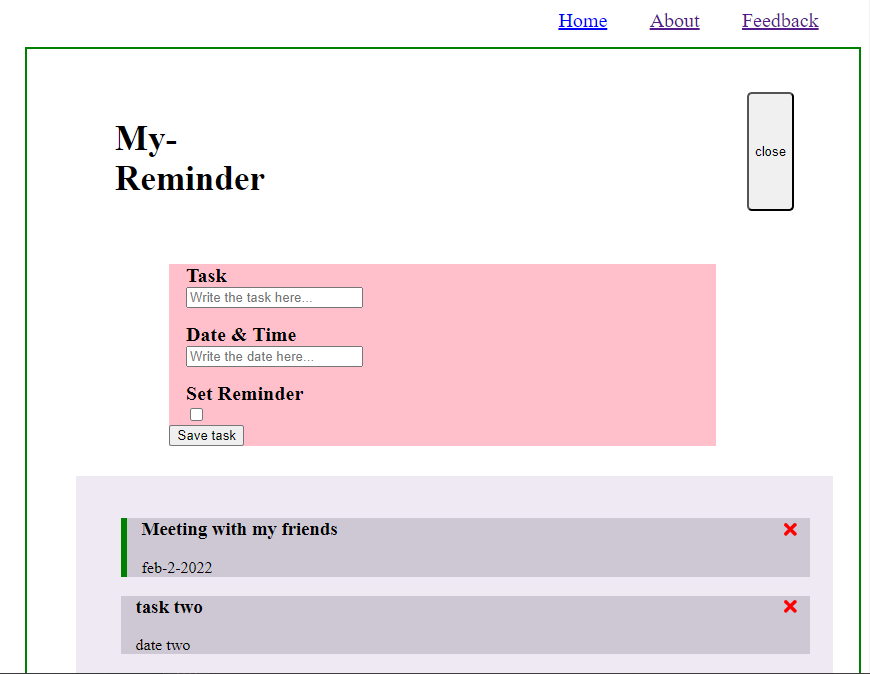 Home About Feedback
My-
Reminder
close
Task
Write the task here...
Date & Time
Write the date here...
Set Reminder
Save task
Meeting with my friends
feb-2-2022
task two
date two